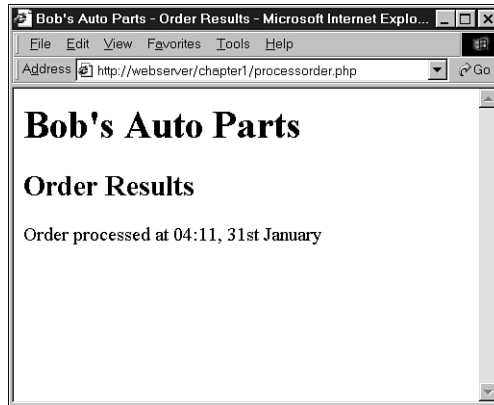 Bob's Auto Parts - Order Results - Microsoft Internet Explo...
File Edit View Favorites Tools Help
Address http://webserver/chapter1/processorder.php Go
Bob's Auto Parts
Order Results
Order processed at 04:11, 31st January